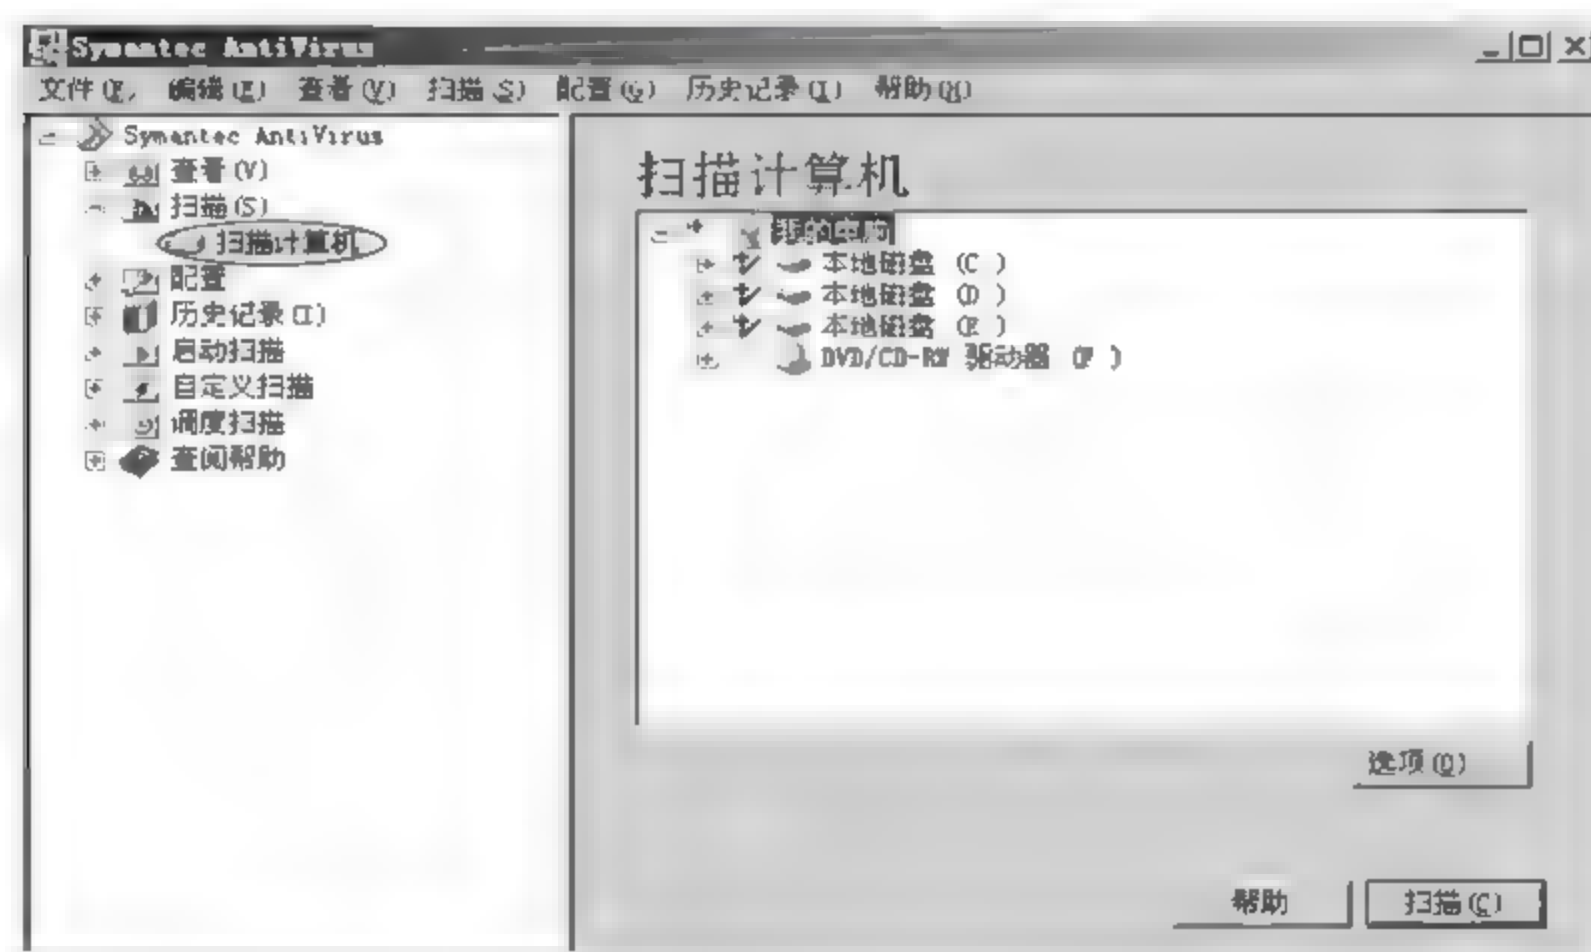 Symantec AntiVirus
文件(F) 编辑(E) 查看(V) 扫描(S) 配置(G) 历史记录(I) 帮助(H)
Symantec AntiVirus
查看(V)
扫描(S)
扫描计算机
配置
历史记录(I)
启动扫描
自定义扫描
调度扫描
查阅帮助
扫描计算机
我的电脑
本地磁盘 (C )
本地磁盘 (D )
本地磁盘 (E )
DVD/CD-RW 驱动器 (F )
选项(O)
帮助
扫描(C)